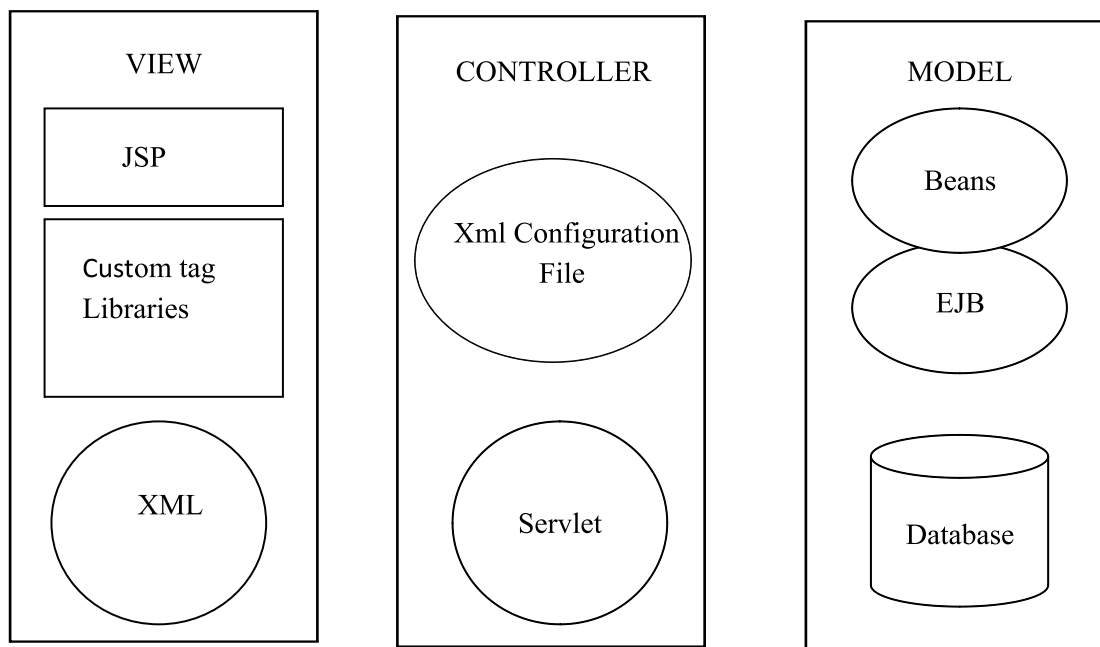 VIEW
JSP
Custom tag
Libraries
XML
CONTROLLER
Xml Configuration
File
Servlet
MODEL
Beans
EJB
Database